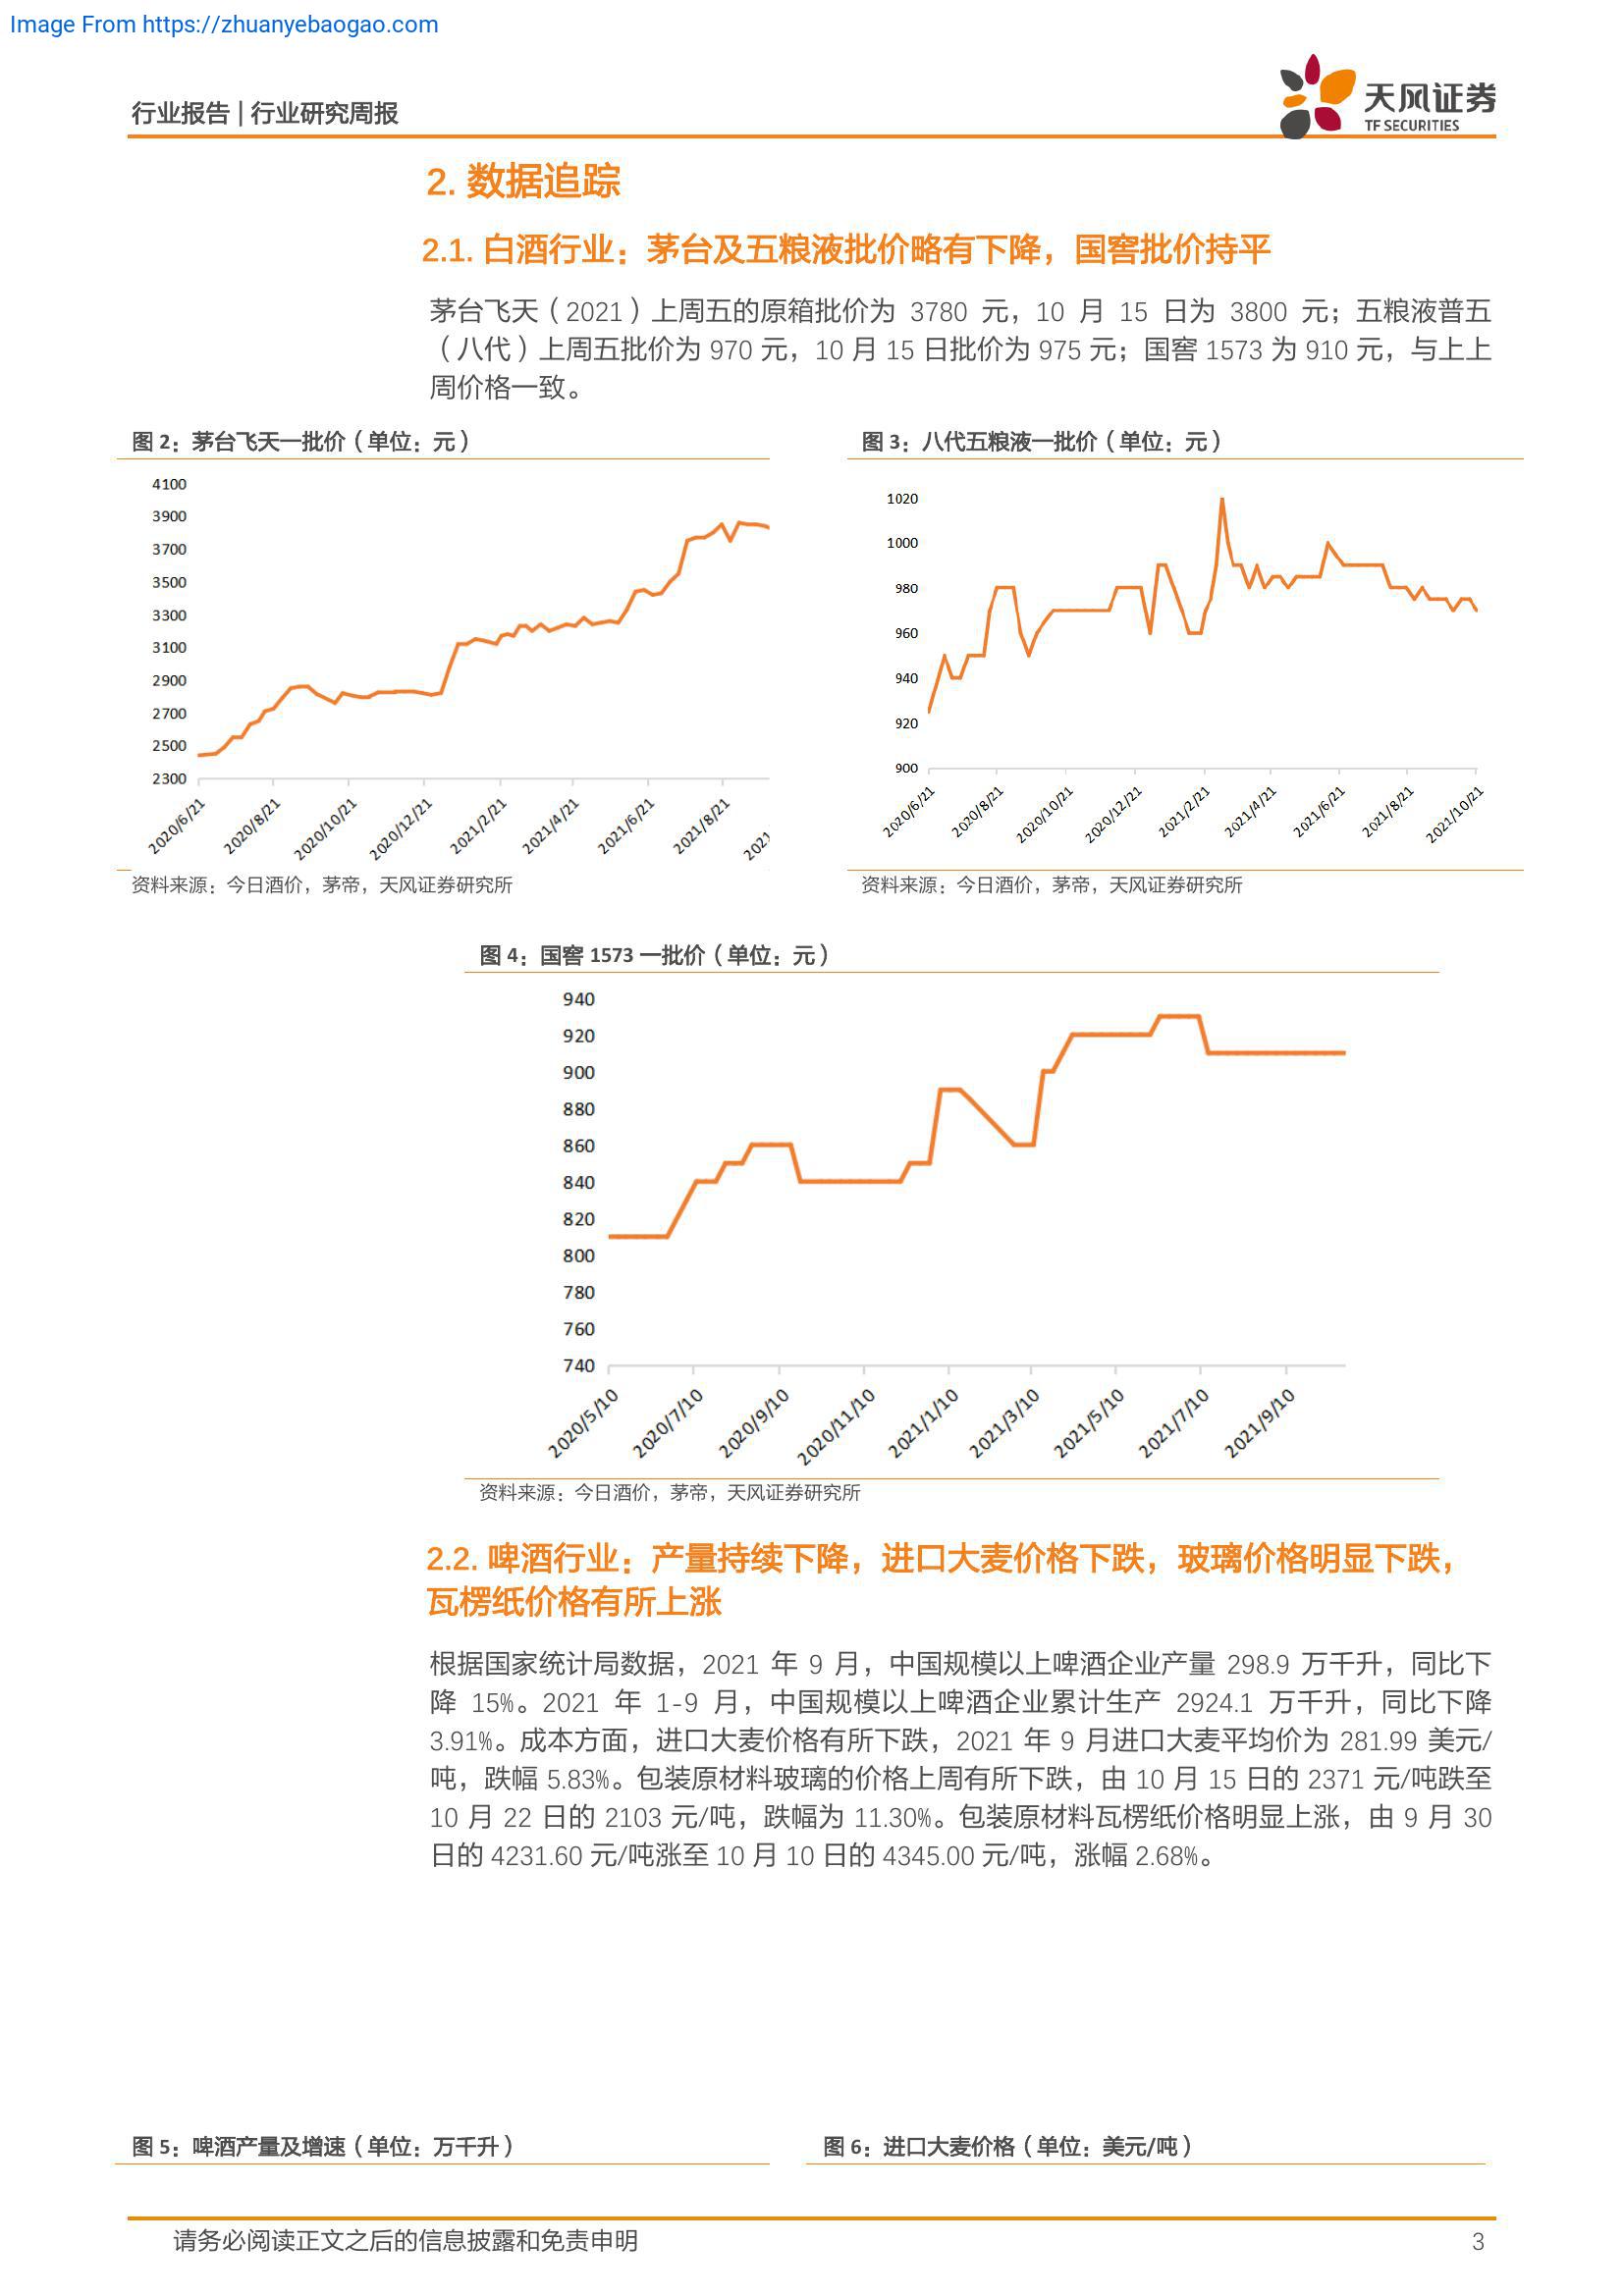 Image From https://zhuanyebaogao.com
行业报告 | 行业研究周报
天风证券
TF SECURITIES
2. 数据追踪
2.1. 白酒行业：茅台及五粮液批价略有下降，国窖批价持平
茅台飞天（2021）上周五的原箱批价为 3780 元，10 月 15 日为 3800 元；五粮液普五
（八代）上周五批价为 970 元，10 月 15 日批价为 975 元；国窖 1573 为 910 元，与上上
周价格一致。
图 2：茅台飞天一批价（单位：元）
4100
3900
3700
3500
3300
3100
2900
2700
2500
2300
2020/6/21
2020/8/21
2020/10/21
2020/12/21
2021/2/21
2021/4/21
2021/6/21
2021/8/21
2021
资料来源：今日酒价，茅帝，天风证券研究所
图 3：八代五粮液一批价（单位：元）
1020
1000
980
960
940
920
900
2020/6/21
2020/8/21
2020/10/21
2020/12/21
2021/2/21
2021/4/21
2021/6/21
2021/8/21
2021/10/21
资料来源：今日酒价，茅帝，天风证券研究所
图 4：国窖 1573 一批价（单位：元）
940
920
900
880
860
840
820
800
780
760
740
2020/5/10
2020/7/10
2020/9/10
2020/11/10
2021/1/10
2021/3/10
2021/5/10
2021/7/10
2021/9/10
资料来源：今日酒价，茅帝，天风证券研究所
2.2. 啤酒行业：产量持续下降，进口大麦价格下跌，玻璃价格明显下跌，
瓦楞纸价格有所上涨
根据国家统计局数据，2021 年 9 月，中国规模以上啤酒企业产量 298.9 万千升，同比下
降 15%。2021 年 1-9 月，中国规模以上啤酒企业累计生产 2924.1 万千升，同比下降
3.91%。成本方面，进口大麦价格有所下跌，2021 年 9 月进口大麦平均价为 281.99 美元/
吨，跌幅 5.83%。包装原材料玻璃的价格上周有所下跌，由 10 月 15 日的 2371 元/吨跌至
10 月 22 日的 2103 元/吨，跌幅为 11.30%。包装原材料瓦楞纸价格明显上涨，由 9 月 30
日的 4231.60 元/吨涨至 10 月 10 日的 4345.00 元/吨，涨幅 2.68%。
图 5：啤酒产量及增速（单位：万千升）
图 6：进口大麦价格（单位：美元/吨）
请务必阅读正文之后的信息披露和免责申明
3